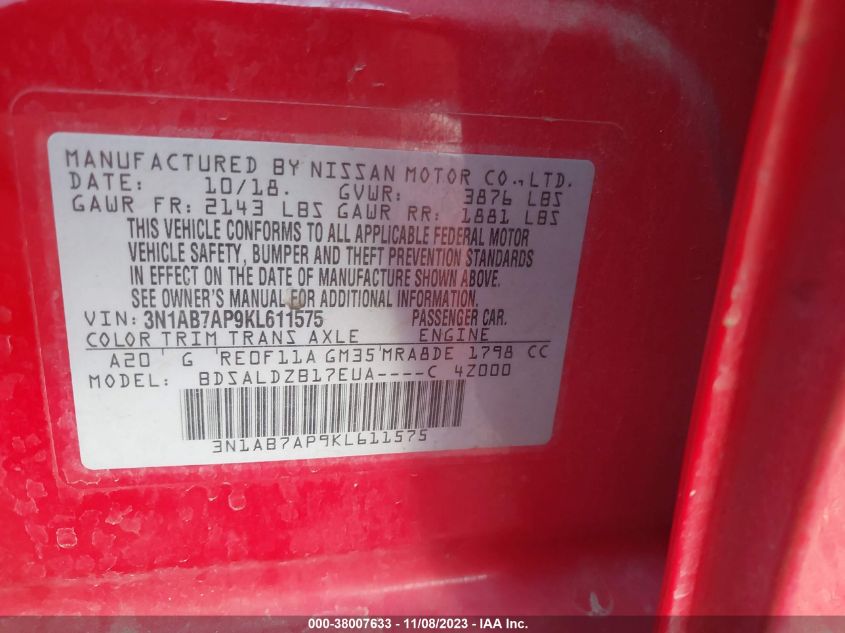 MANUFACTURED BY NISSAN MOTOR CO., LTD.
DATE: 10/18. GVWR: 3876 LBS
GAWR FR: 2143 LBS GAWR RR: 1881 LBS
THIS VEHICLE CONFORMS TO ALL APPLICABLE FEDERAL MOTOR
VEHICLE SAFETY, BUMPER AND THEFT PREVENTION STANDARDS
IN EFFECT ON THE DATE OF MANUFACTURE SHOWN ABOVE.
SEE OWNER'S MANUAL FOR ADDITIONAL INFORMATION.
VIN: 3N1AB7AP9KL611575 PASSENGER CAR.
COLOR TRIM TRANS AXLE ENGINE
A20 G RE0F11A GM35 MRA8DE 1798 CC
MODEL: BDSALDZB17EUA----C 4Z000
3N1AB7AP9KL611575
000-38007633 - 11/08/2023 - IAA Inc.